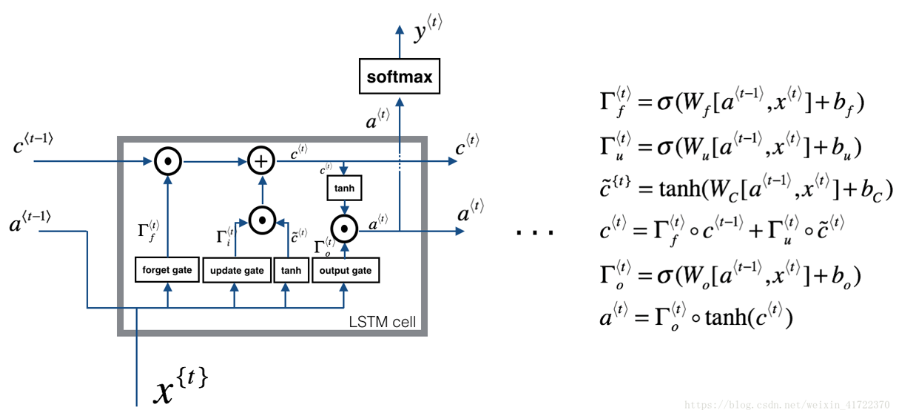 y⟨t⟩
softmax
a⟨t⟩
c⟨t-1⟩
c⟨t⟩
c⟨t⟩
c⟨t⟩
tanh
a⟨t-1⟩
Γf⟨t⟩
Γi⟨t⟩
c̃⟨t⟩
Γo⟨t⟩
a⟨t⟩
a⟨t⟩
forget gate
update gate
tanh
output gate
LSTM cell
x{t}
...
Γf⟨t⟩ = σ(Wf[a⟨t-1⟩, x⟨t⟩] + bf)
Γu⟨t⟩ = σ(Wu[a⟨t-1⟩, x⟨t⟩] + bu)
c̃{t} = tanh(WC[a⟨t-1⟩, x⟨t⟩] + bC)
c⟨t⟩ = Γf⟨t⟩ ∘ c⟨t-1⟩ + Γu⟨t⟩ ∘ c̃⟨t⟩
Γo⟨t⟩ = σ(Wo[a⟨t-1⟩, x⟨t⟩] + bo)
a⟨t⟩ = Γo⟨t⟩ ∘ tanh(c⟨t⟩)
https://blog.csdn.net/weixin_41722370